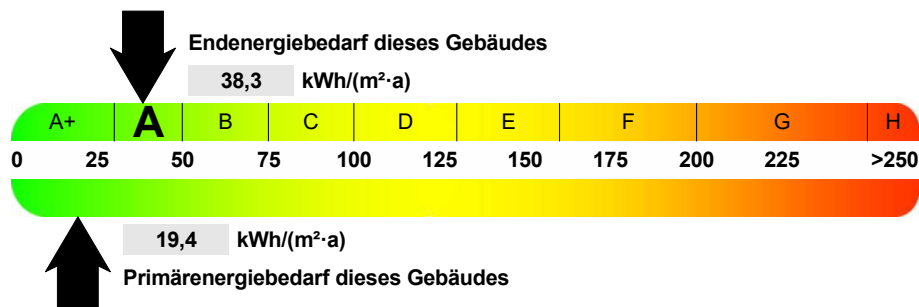 Endenergiebedarf dieses Gebäudes
38,3 kWh/(m²·a)
A+ A B C D E F G H
0 25 50 75 100 125 150 175 200 225 >250
19,4 kWh/(m²·a)
Primärenergiebedarf dieses Gebäudes